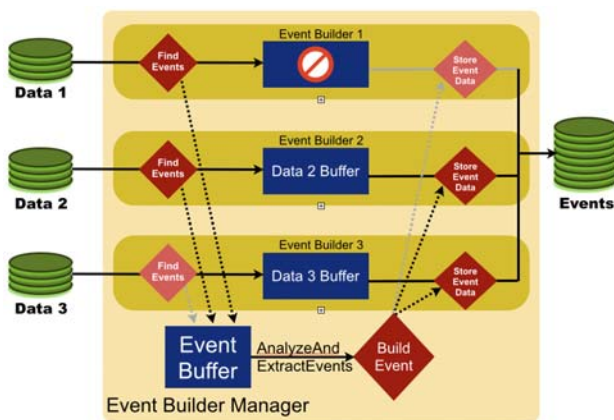 Event Builder 1
Find
Events
Store
Event
Data
Data 1
Event Builder 2
Find
Events
Data 2 Buffer
Store
Event
Data
Data 2
Events
Event Builder 3
Find
Events
Data 3 Buffer
Store
Event
Data
Data 3
Event
Buffer
AnalyzeAnd
ExtractEvents
Build
Event
Event Builder Manager